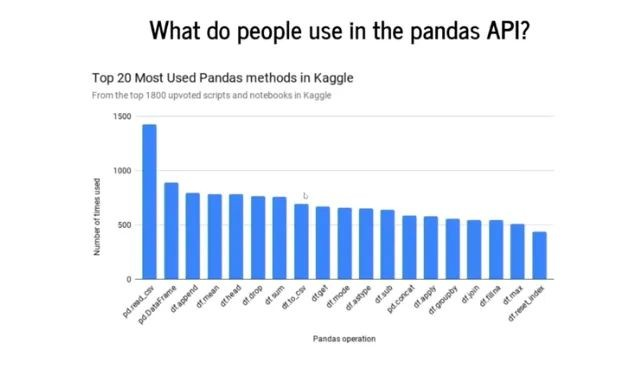 What do people use in the pandas API?
Top 20 Most Used Pandas methods in Kaggle
From the top 1800 upvoted scripts and notebooks in Kaggle
1500
1000
500
0
Number of times used
pd.read_csv
pd.DataFrame
df.append
df.mean
df.head
df.drop
df.sum
df.to_csv
df.get
df.mode
df.astype
df.sub
pd.concat
df.apply
df.groupby
df.join
df.fillna
df.max
df.reset_index
Pandas operation